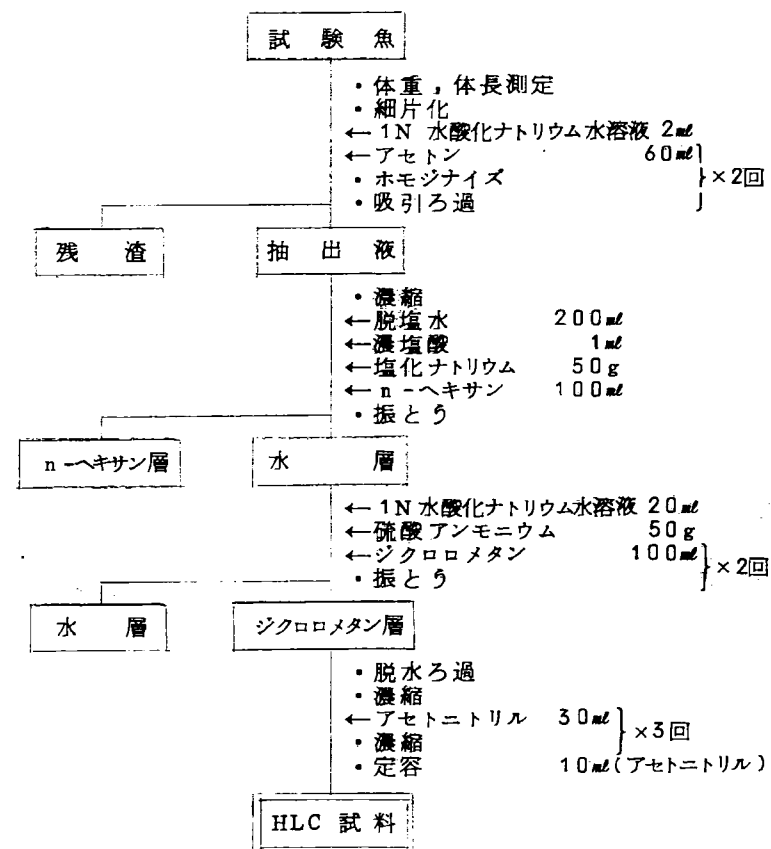 試験魚
・体重，体長測定
・細片化
← 1N 水酸化ナトリウム水溶液 2ml
← アセトン 60ml
・ホモジナイズ ×2回
・吸引ろ過
残渣 抽出液
・濃縮
← 脱塩水 200ml
← 濃塩酸 1ml
← 塩化ナトリウム 50g
← n-ヘキサン 100ml
・振とう
n-ヘキサン層 水層
← 1N 水酸化ナトリウム水溶液 20ml
← 硫酸アンモニウム 50g
← ジクロロメタン 100ml
・振とう ×2回
水層 ジクロロメタン層
・脱水ろ過
・濃縮
← アセトニトリル 30ml
・濃縮 ×3回
・定容 10ml(アセトニトリル)
HLC 試料